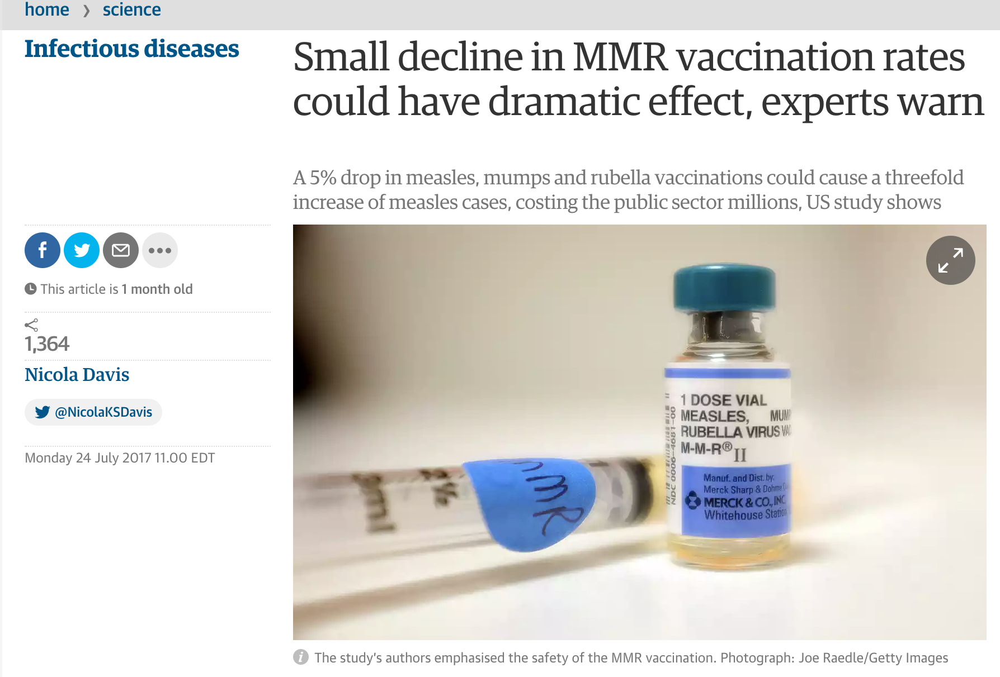 home › science
Infectious diseases
Small decline in MMR vaccination rates
could have dramatic effect, experts warn
A 5% drop in measles, mumps and rubella vaccinations could cause a threefold
increase of measles cases, costing the public sector millions, US study shows
This article is 1 month old
1,364
Nicola Davis
@NicolaKSDavis
Monday 24 July 2017 11.00 EDT
3ml
2½
mMR
1
NDC 0006-4681-00
1 DOSE VIAL
MEASLES, MUM
RUBELLA VIRUS VAC
M-M-R® II
Manuf. and Dist. by:
Merck Sharp & Dohme
MERCK & CO., INC
Whitehouse Station
The study's authors emphasised the safety of the MMR vaccination. Photograph: Joe Raedle/Getty Images